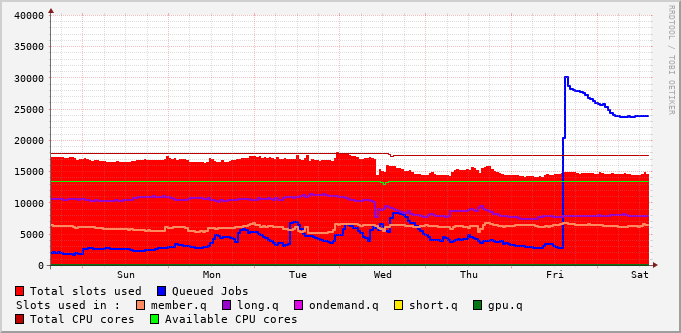 RRDTOOL / TOBI OETIKER
40000
35000
30000
25000
20000
15000
10000
5000
0
Sun Mon Tue Wed Thu Fri Sat
Total slots used Queued Jobs
Slots used in : member.q long.q ondemand.q short.q gpu.q
Total CPU cores Available CPU cores